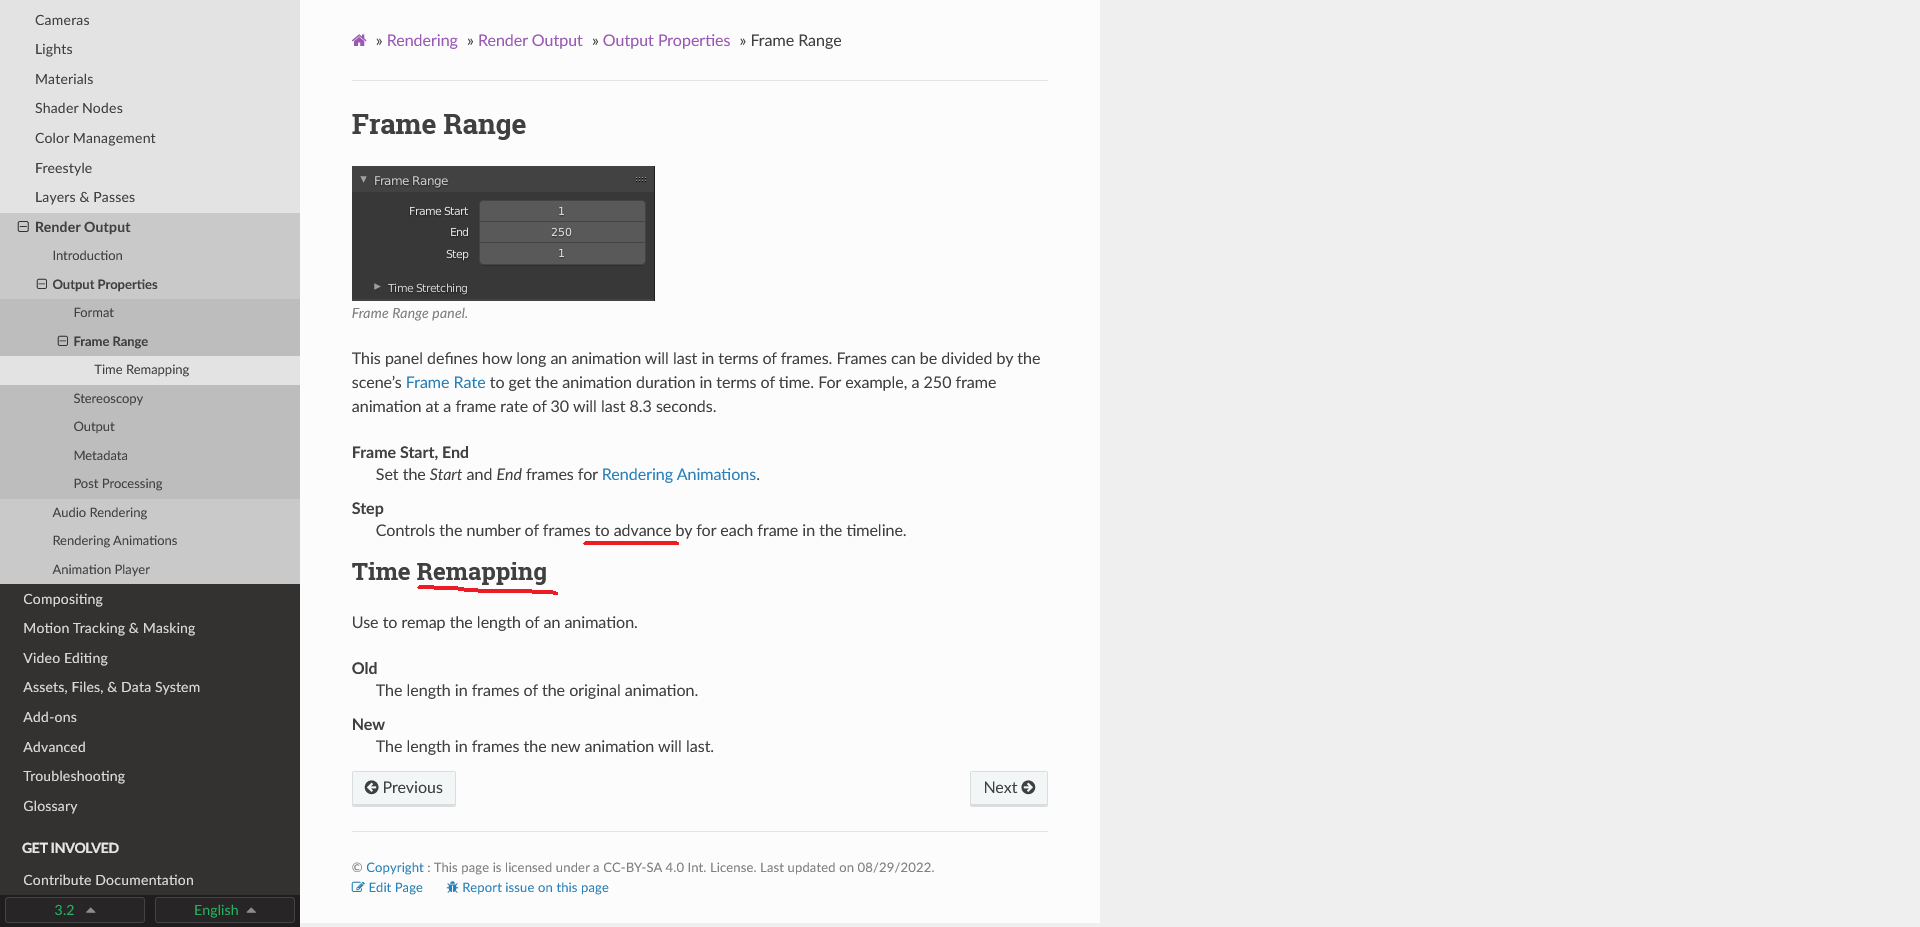 Cameras
Lights
Materials
Shader Nodes
Color Management
Freestyle
Layers & Passes
Render Output
Introduction
Output Properties
Format
Frame Range
Time Remapping
Stereoscopy
Output
Metadata
Post Processing
Audio Rendering
Rendering Animations
Animation Player
Compositing
Motion Tracking & Masking
Video Editing
Assets, Files, & Data System
Add-ons
Advanced
Troubleshooting
Glossary
GET INVOLVED
Contribute Documentation
3.2
English
» Rendering » Render Output » Output Properties » Frame Range
Frame Range
Frame Range
Frame Start 1
End 250
Step 1
Time Stretching
Frame Range panel.
This panel defines how long an animation will last in terms of frames. Frames can be divided by the
scene’s Frame Rate to get the animation duration in terms of time. For example, a 250 frame
animation at a frame rate of 30 will last 8.3 seconds.
Frame Start, End
Set the Start and End frames for Rendering Animations.
Step
Controls the number of frames to advance by for each frame in the timeline.
Time Remapping
Use to remap the length of an animation.
Old
The length in frames of the original animation.
New
The length in frames the new animation will last.
Previous
Next
© Copyright : This page is licensed under a CC-BY-SA 4.0 Int. License. Last updated on 08/29/2022.
Edit Page Report issue on this page